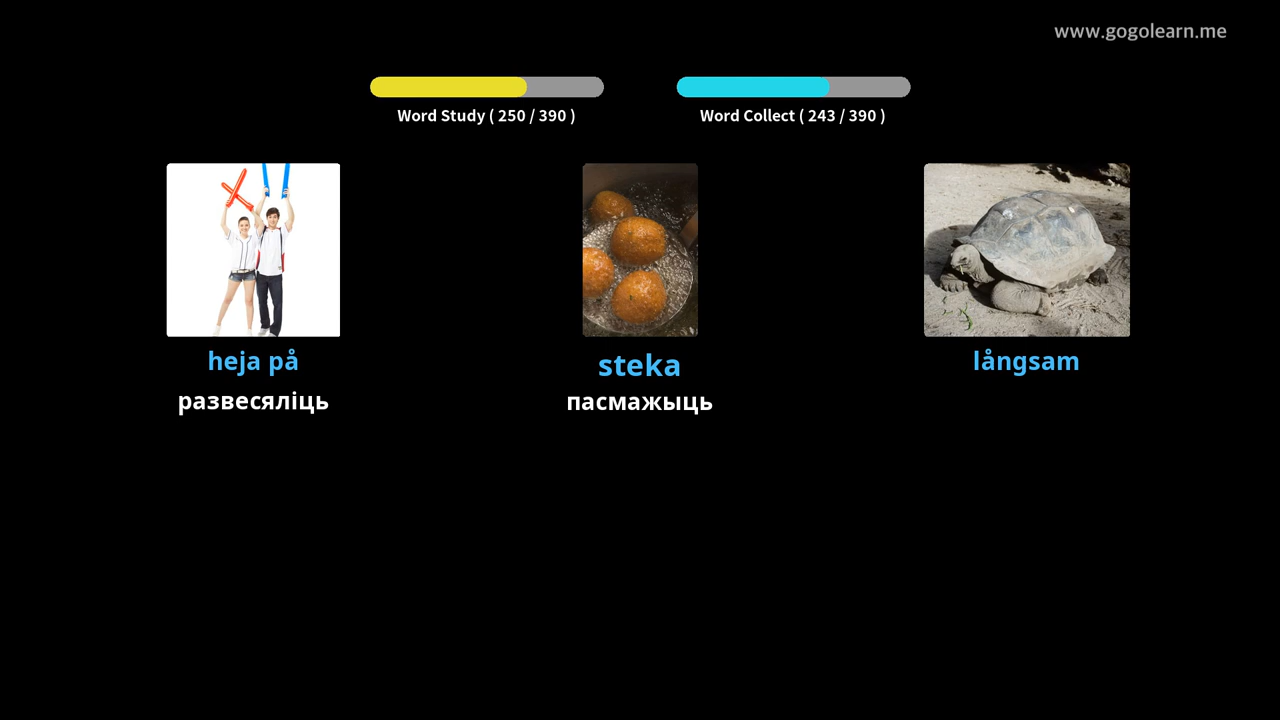 www.gogolearn.me
Word Study ( 250 / 390 )
Word Collect ( 243 / 390 )
heja på
steka
långsam
развесяліць
пасмажыць